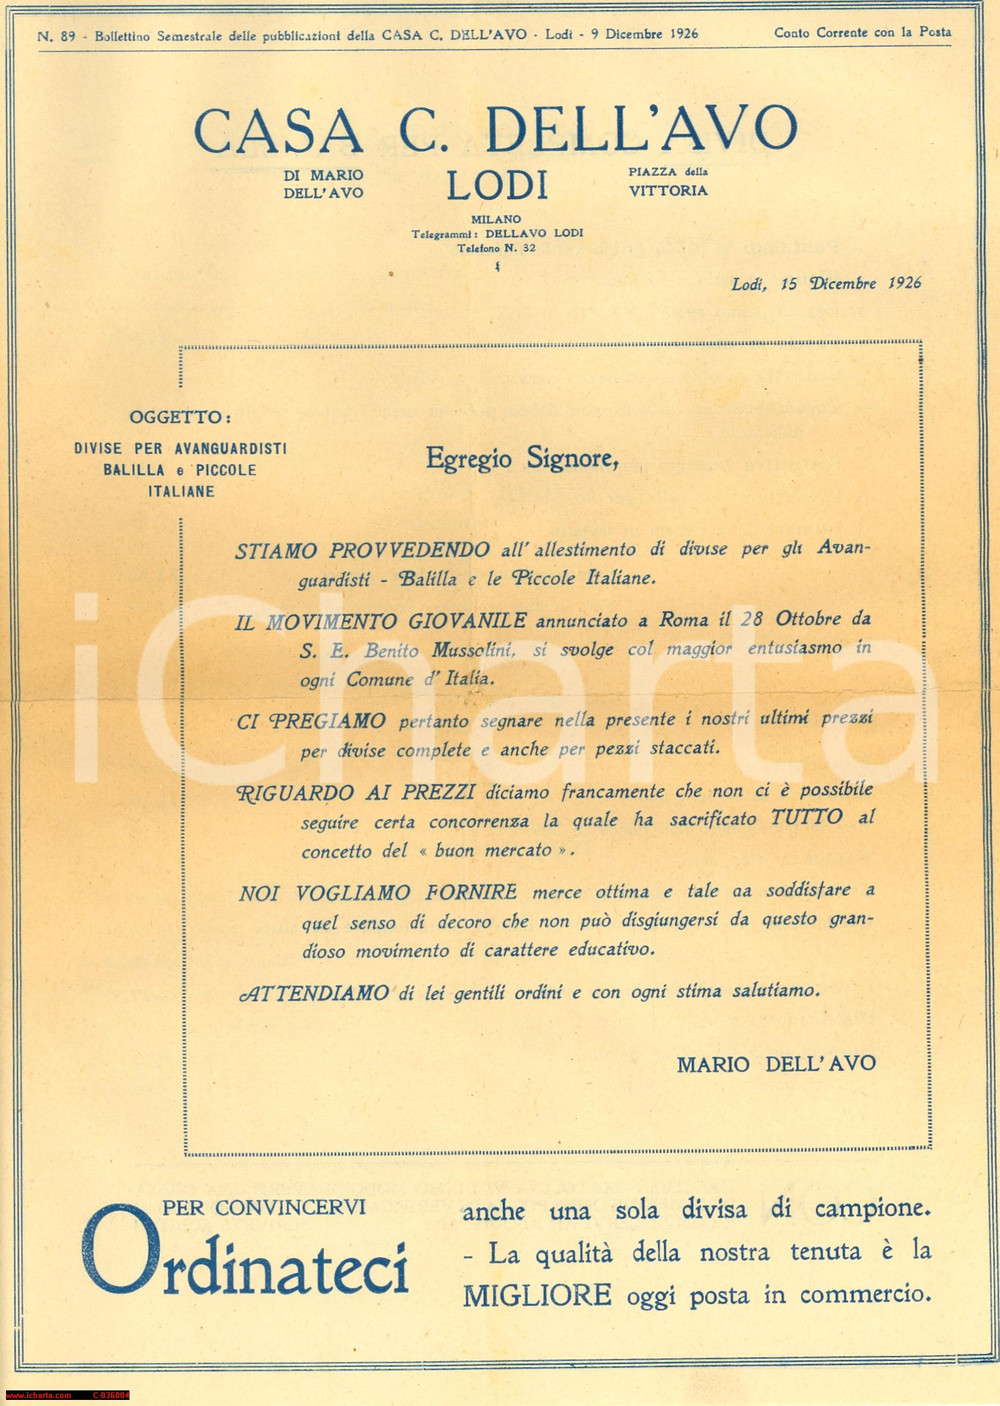 N. 89 - Bollettino Semestrale delle pubblicazioni della CASA C. DELL'AVO - Lodi - 9 Dicembre 1926
Conto Corrente con la Posta
CASA C. DELL'AVO
DI MARIO
DELL'AVO
LODI
PIAZZA della
VITTORIA
MILANO
Telegrammi: DELLAVO LODI
Telefono N. 32
Lodi, 15 Dicembre 1926
OGGETTO:
DIVISE PER AVANGUARDISTI
BALILLA e PICCOLE
ITALIANE
Egregio Signore,
STIAMO PROVVEDENDO all'allestimento di divise per gli Avan-
guardisti - Balilla e le Piccole Italiane.
IL MOVIMENTO GIOVANILE annunciato a Roma il 28 Ottobre da
S. E. Benito Mussolini, si svolge col maggior entusiasmo in
ogni Comune d'Italia.
CI PREGIAMO pertanto segnare nella presente i nostri ultimi prezzi
per divise complete e anche per pezzi staccati.
RIGUARDO AI PREZZI diciamo francamente che non ci è possibile
seguire certa concorrenza la quale ha sacrificato TUTTO al
concetto del « buon mercato ».
NOI VOGLIAMO FORNIRE merce ottima e tale da soddisfare a
quel senso di decoro che non può disgiungersi da questo gran-
dioso movimento di carattere educativo.
ATTENDIAMO di lei gentili ordini e con ogni stima salutiamo.
MARIO DELL'AVO
PER CONVINCERVI
Ordinateci
anche una sola divisa di campione.
- La qualità della nostra tenuta è la
MIGLIORE oggi posta in commercio.
iCharta
www.icharta.com C-036004